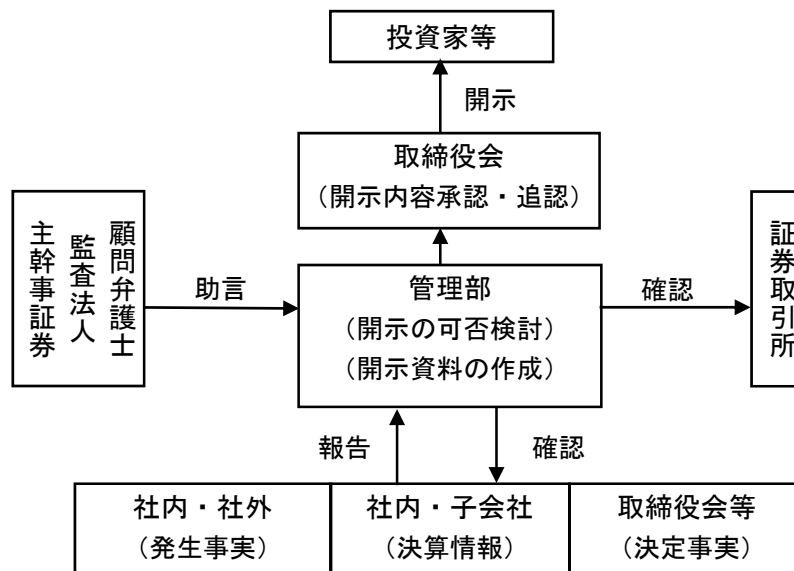 投資家等
開示
取締役会
（開示内容承認・追認）
顧問弁護士
監査法人
主幹事証券
助言
管理部
（開示の可否検討）
（開示資料の作成）
確認
証券取引所
報告
確認
社内・社外
（発生事実）
社内・子会社
（決算情報）
取締役会等
（決定事実）